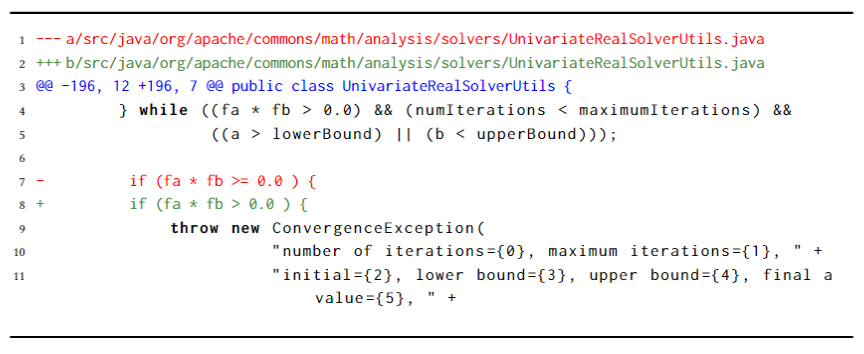 1 --- a/src/java/org/apache/commons/math/analysis/solvers/UnivariateRealSolverUtils.java
2 +++ b/src/java/org/apache/commons/math/analysis/solvers/UnivariateRealSolverUtils.java
3 @@ -196, 12 +196, 7 @@ public class UnivariateRealSolverUtils {
4 } while ((fa * fb > 0.0) && (numIterations < maximumIterations) &&
5 ((a > lowerBound) || (b < upperBound)));
6
7 - if (fa * fb >= 0.0 ) {
8 + if (fa * fb > 0.0 ) {
9 throw new ConvergenceException(
10 "number of iterations={0}, maximum iterations={1}, " +
11 "initial={2}, lower bound={3}, upper bound={4}, final a
value={5}, " +